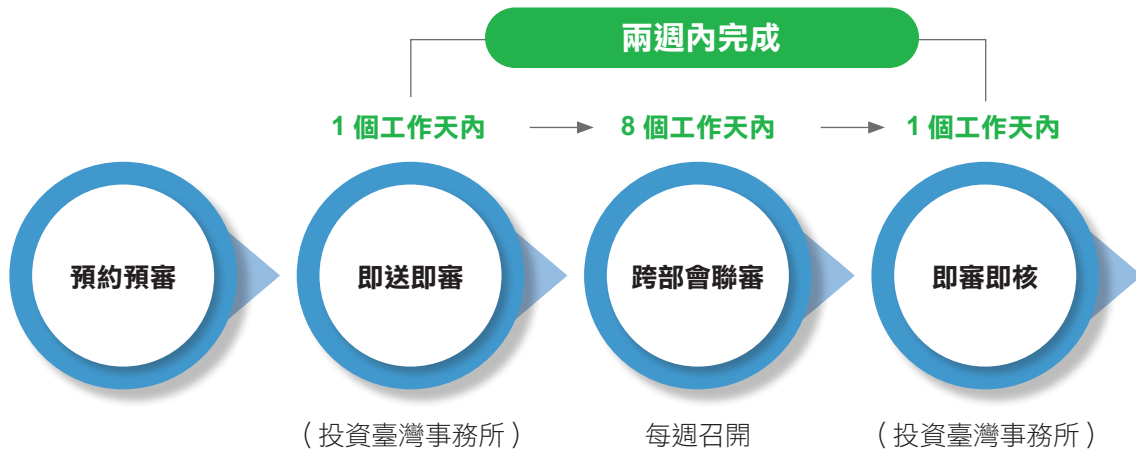 兩週內完成
1 個工作天內
8 個工作天內
1 個工作天內
預約預審
即送即審
跨部會聯審
即審即核
（投資臺灣事務所）
每週召開
（投資臺灣事務所）